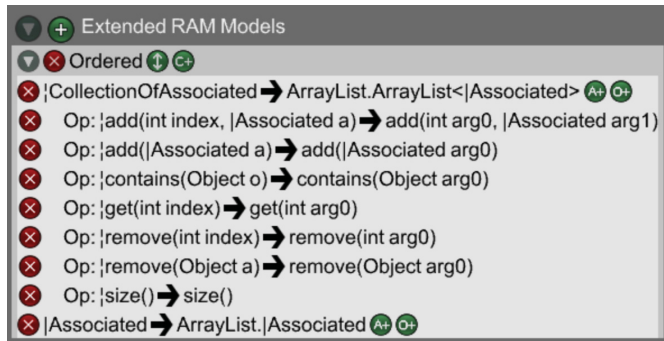 Extended RAM Models
Ordered C+
¦CollectionOfAssociated➔ArrayList.ArrayList<|Associated> A+ O+
Op: ¦add(int index, |Associated a)➔add(int arg0, |Associated arg1)
Op: ¦add(|Associated a)➔add(|Associated arg0)
Op: ¦contains(Object o)➔contains(Object arg0)
Op: ¦get(int index)➔get(int arg0)
Op: ¦remove(int index)➔remove(int arg0)
Op: ¦remove(Object a)➔remove(Object arg0)
Op: ¦size()➔size()
|Associated➔ArrayList.|Associated A+ O+